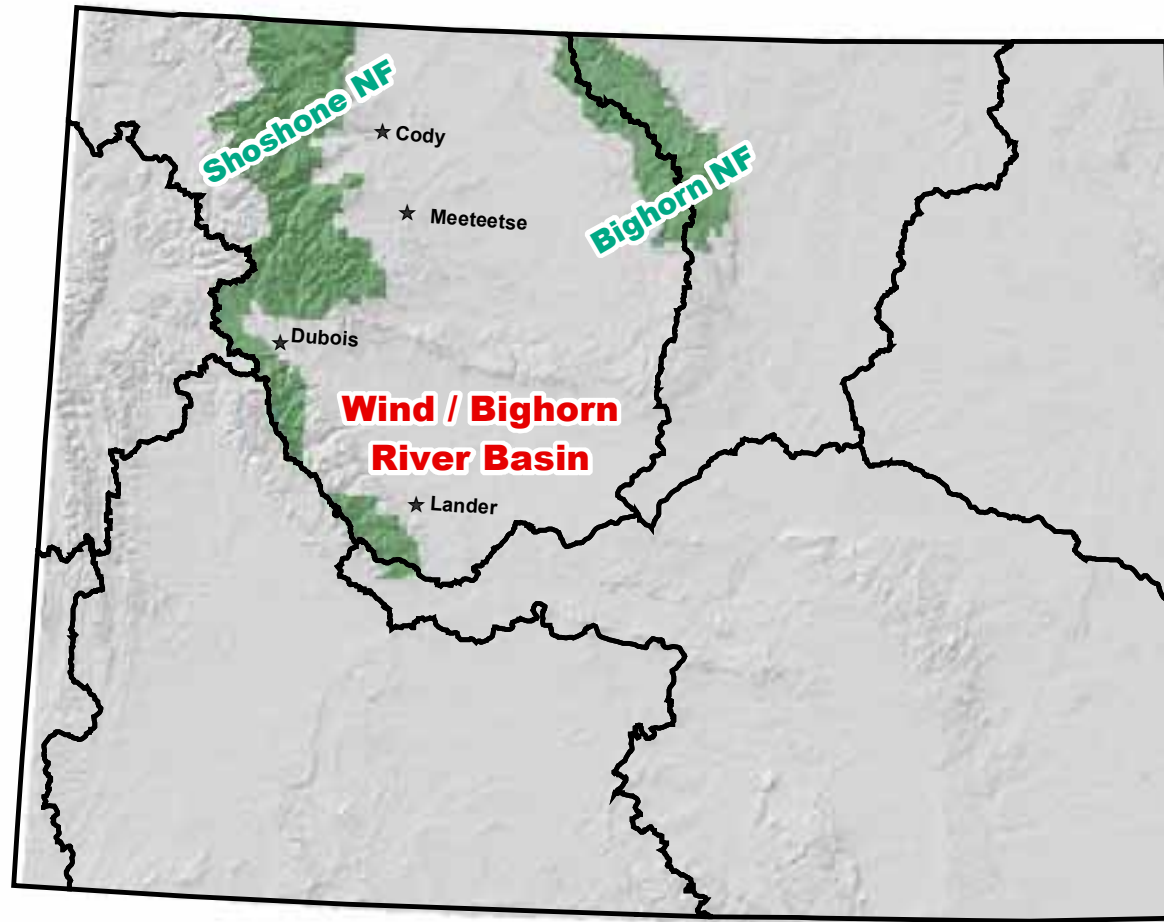 Shoshone NF
Cody
Meeteetse
Bighorn NF
Dubois
Wind / Bighorn
River Basin
Lander